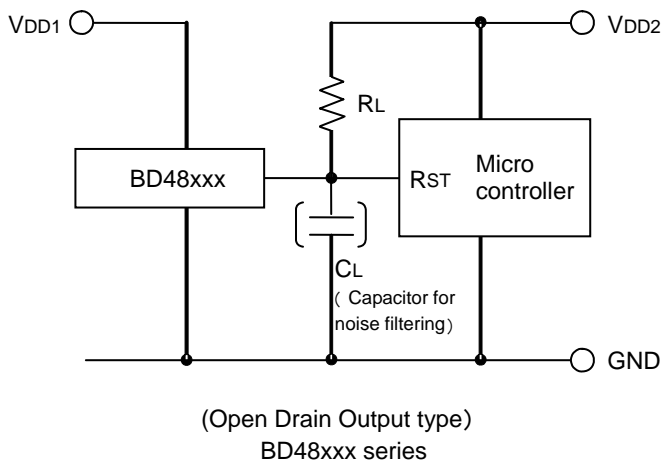 VDD1
VDD2
RL
BD48xxx
RST
Micro
controller
CL
( Capacitor for
noise filtering)
GND
(Open Drain Output type)
BD48xxx series